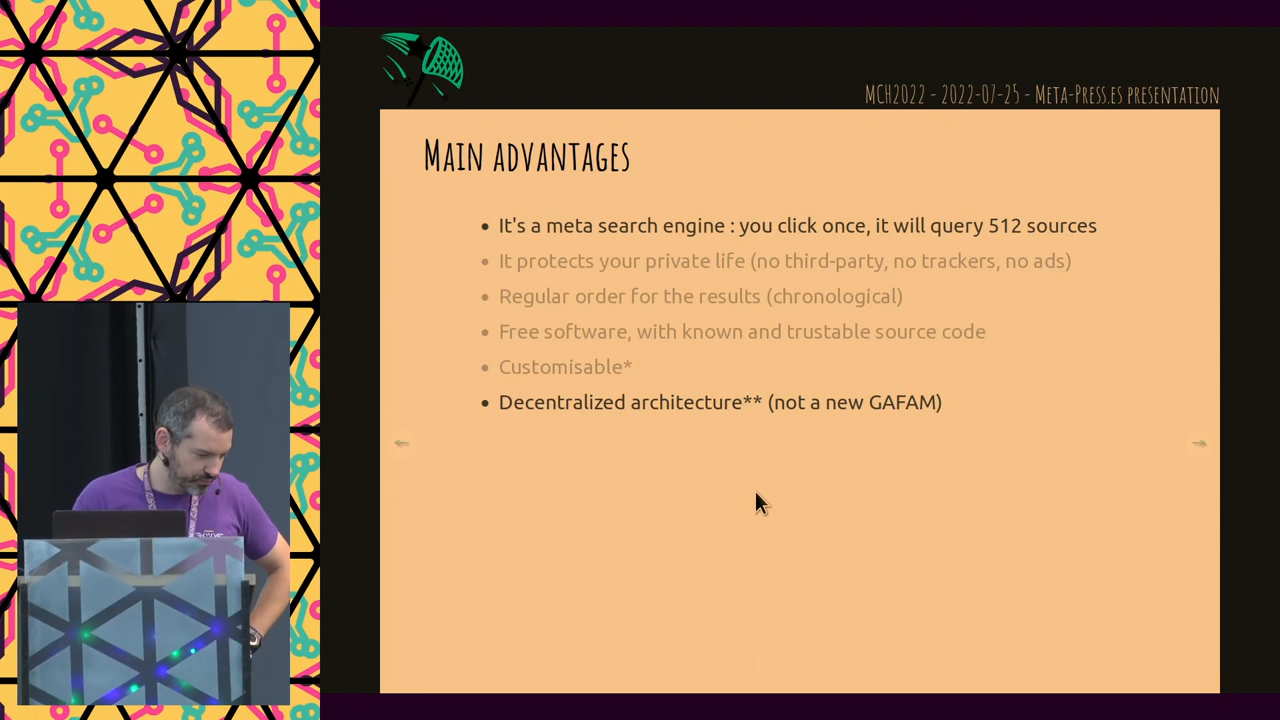 MCH2022 - 2022-07-25 - Meta-Press.es presentation
Main advantages
• It's a meta search engine : you click once, it will query 512 sources
• It protects your private life (no third-party, no trackers, no ads)
• Regular order for the results (chronological)
• Free software, with known and trustable source code
• Customisable*
• Decentralized architecture** (not a new GAFAM)